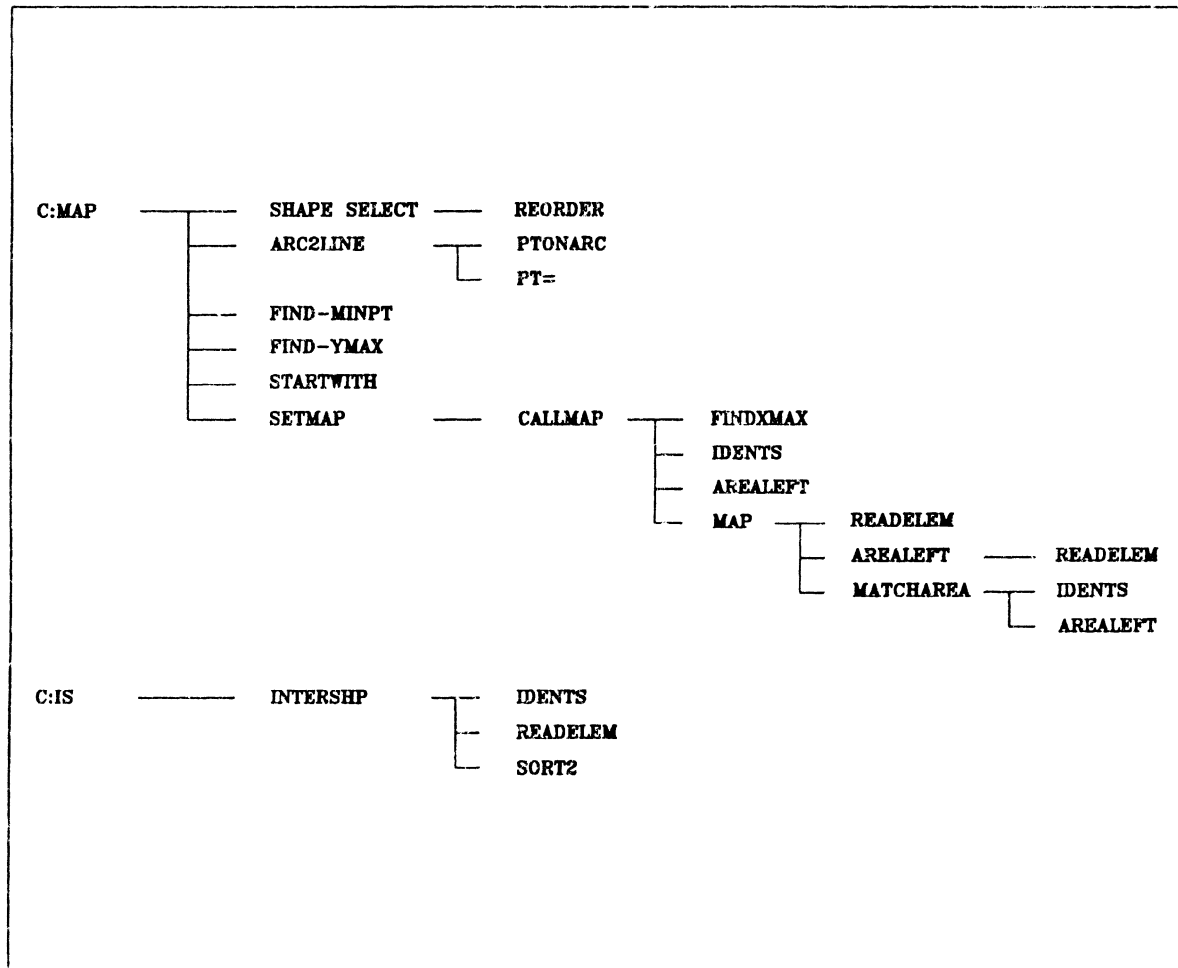 C:MAP SHAPE SELECT REORDER
ARC2LINE PTONARC
PT=
FIND-MINPT
FIND-YMAX
STARTWITH
SETMAP CALLMAP FINDXMAX
IDENTS
AREALEFT
MAP READELEM
AREALEFT READELEM
MATCHAREA IDENTS
AREALEFT
C:IS INTERSHP IDENTS
READELEM
SORT2